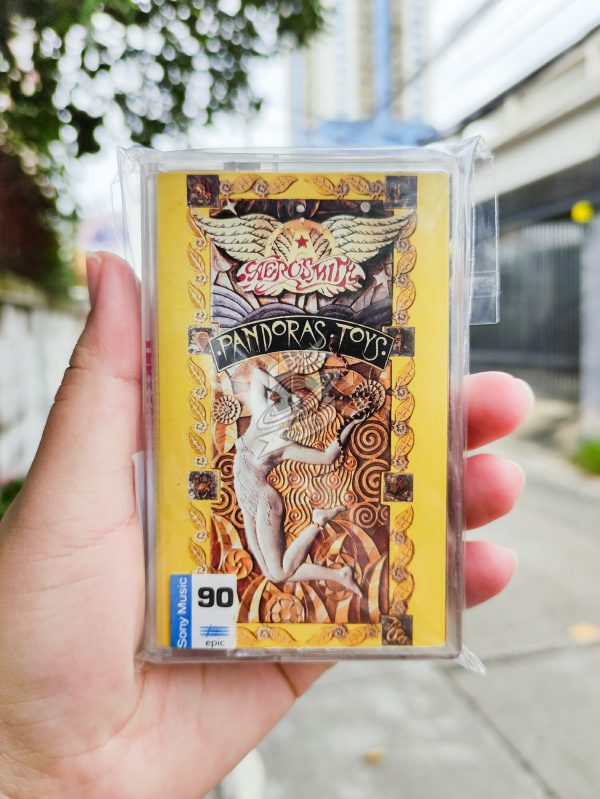 AEROSMITH
·PANDORAS·TOYS·
Sony Music
90
epic